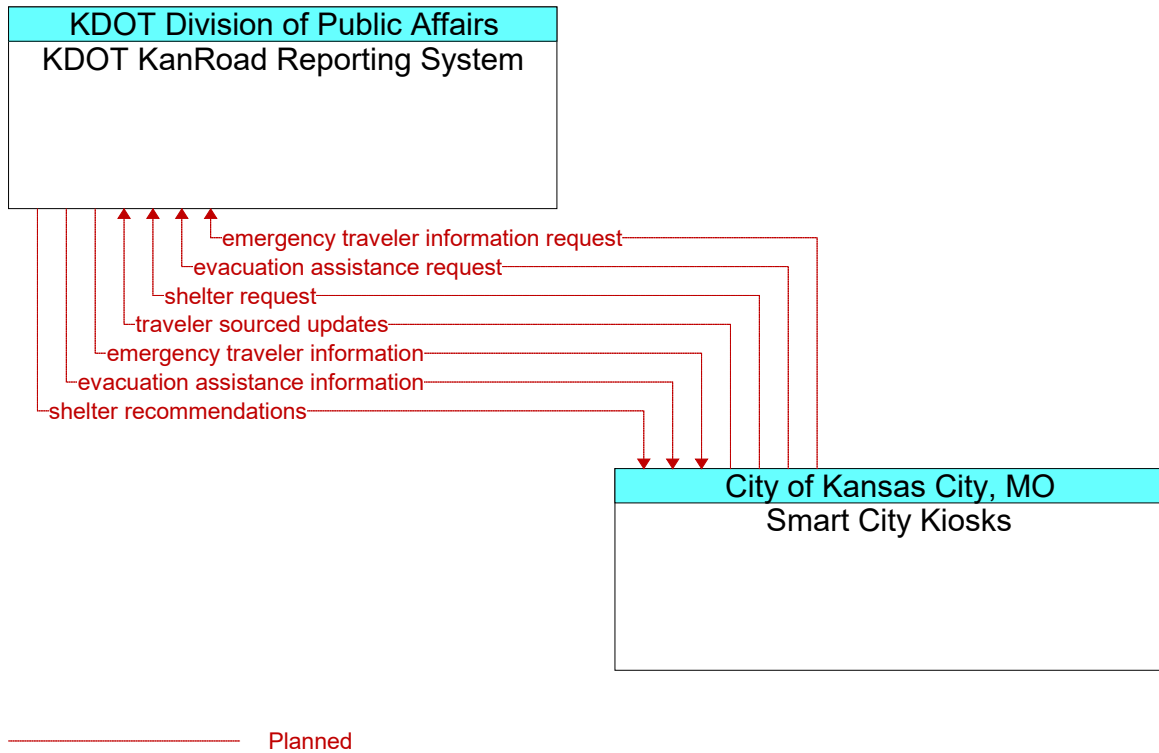 KDOT Division of Public Affairs
KDOT KanRoad Reporting System
emergency traveler information request
evacuation assistance request
shelter request
traveler sourced updates
emergency traveler information
evacuation assistance information
shelter recommendations
City of Kansas City, MO
Smart City Kiosks
Planned